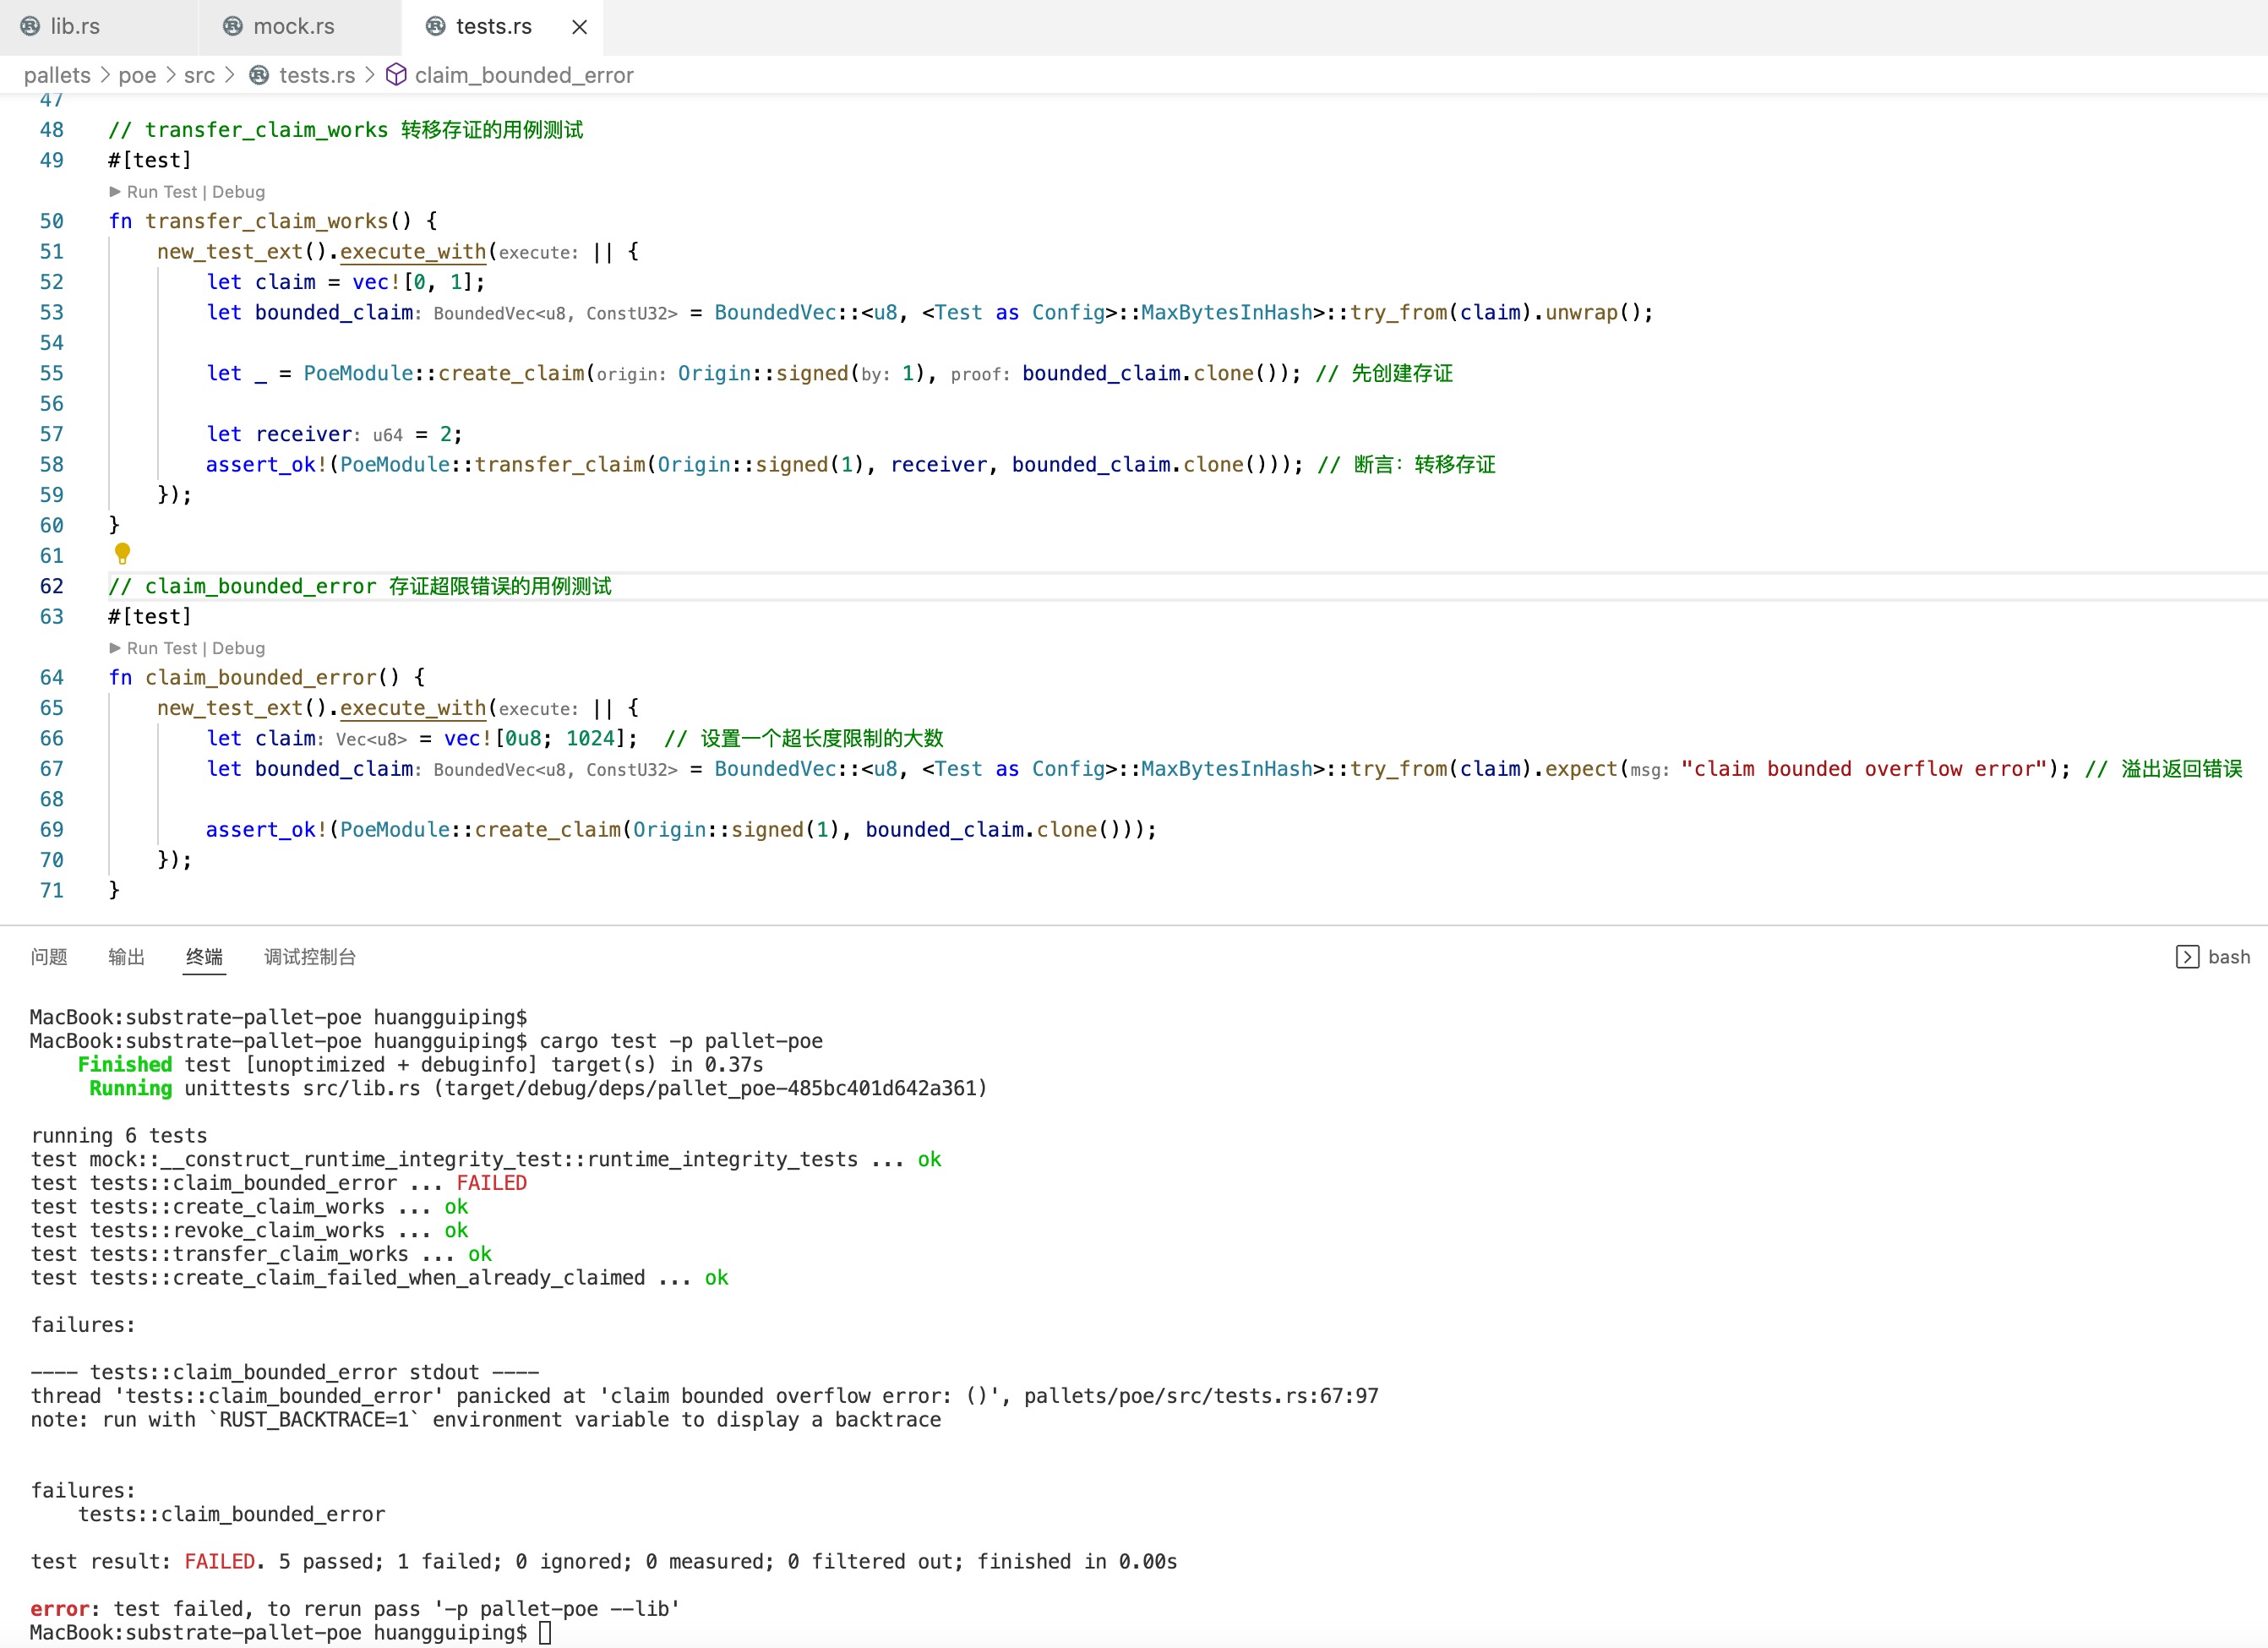 lib.rs mock.rs tests.rs
pallets > poe > src > tests.rs > claim_bounded_error
47
48 // transfer_claim_works 转移存证的用例测试
49 #[test]
Run Test | Debug
50 fn transfer_claim_works() {
51 new_test_ext().execute_with(execute: || {
52 let claim = vec![0, 1];
53 let bounded_claim: BoundedVec<u8, ConstU32> = BoundedVec::<u8, <Test as Config>::MaxBytesInHash>::try_from(claim).unwrap();
54
55 let _ = PoeModule::create_claim(origin: Origin::signed(by: 1), proof: bounded_claim.clone()); // 先创建存证
56
57 let receiver: u64 = 2;
58 assert_ok!(PoeModule::transfer_claim(Origin::signed(1), receiver, bounded_claim.clone())); // 断言：转移存证
59 });
60 }
61
62 // claim_bounded_error 存证超限错误的用例测试
63 #[test]
Run Test | Debug
64 fn claim_bounded_error() {
65 new_test_ext().execute_with(execute: || {
66 let claim: Vec<u8> = vec![0u8; 1024]; // 设置一个超长度限制的大数
67 let bounded_claim: BoundedVec<u8, ConstU32> = BoundedVec::<u8, <Test as Config>::MaxBytesInHash>::try_from(claim).expect(msg: "claim bounded overflow error"); // 溢出返回错误
68
69 assert_ok!(PoeModule::create_claim(Origin::signed(1), bounded_claim.clone()));
70 });
71 }
问题 输出 终端 调试控制台 bash
MacBook:substrate-pallet-poe huangguiping$
MacBook:substrate-pallet-poe huangguiping$ cargo test -p pallet-poe
Finished test [unoptimized + debuginfo] target(s) in 0.37s
Running unittests src/lib.rs (target/debug/deps/pallet_poe-485bc401d642a361)
running 6 tests
test mock::__construct_runtime_integrity_test::runtime_integrity_tests ... ok
test tests::claim_bounded_error ... FAILED
test tests::create_claim_works ... ok
test tests::revoke_claim_works ... ok
test tests::transfer_claim_works ... ok
test tests::create_claim_failed_when_already_claimed ... ok
failures:
---- tests::claim_bounded_error stdout ----
thread 'tests::claim_bounded_error' panicked at 'claim bounded overflow error: ()', pallets/poe/src/tests.rs:67:97
note: run with `RUST_BACKTRACE=1` environment variable to display a backtrace
failures:
tests::claim_bounded_error
test result: FAILED. 5 passed; 1 failed; 0 ignored; 0 measured; 0 filtered out; finished in 0.00s
error: test failed, to rerun pass '-p pallet-poe --lib'
MacBook:substrate-pallet-poe huangguiping$